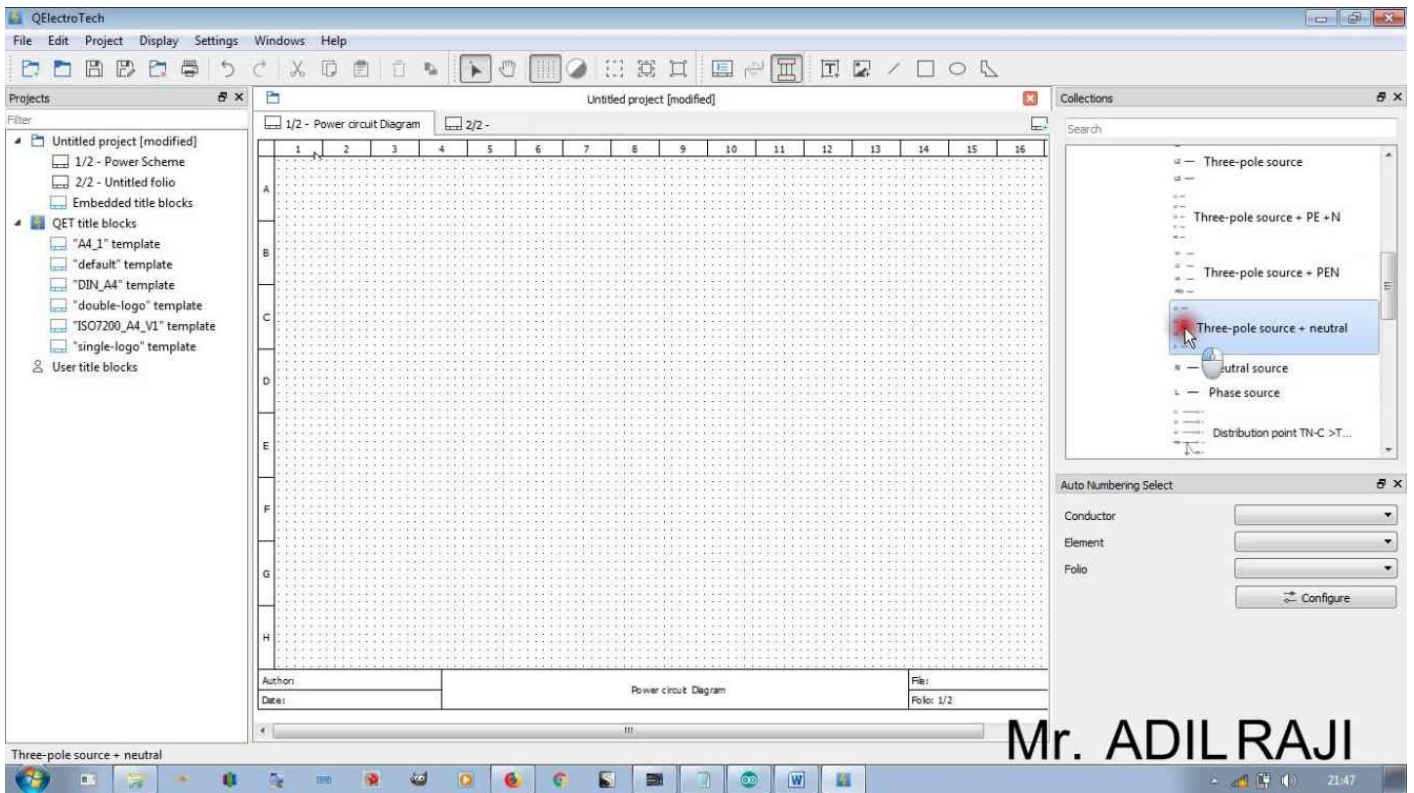 QElectroTech
File Edit Project Display Settings Windows Help
Projects
Filter
Untitled project [modified]
1/2 - Power Scheme
2/2 - Untitled folio
Embedded title blocks
QET title blocks
"A4_1" template
"default" template
"DIN_A4" template
"double-logo" template
"ISO7200_A4_V1" template
"single-logo" template
User title blocks
Untitled project [modified]
1/2 - Power circuit Diagram
2/2 -
1 2 3 4 5 6 7 8 9 10 11 12 13 14 15 16
A
B
C
D
E
F
G
H
Author:
Date:
Power circuit Diagram
File:
Folio: 1/2
Collections
Search
Three-pole source
Three-pole source + PE +N
Three-pole source + PEN
Three-pole source + neutral
N eutral source
L Phase source
Distribution point TN-C >T...
Auto Numbering Select
Conductor
Element
Folio
Configure
Three-pole source + neutral
Mr. ADIL RAJI
W
21:47